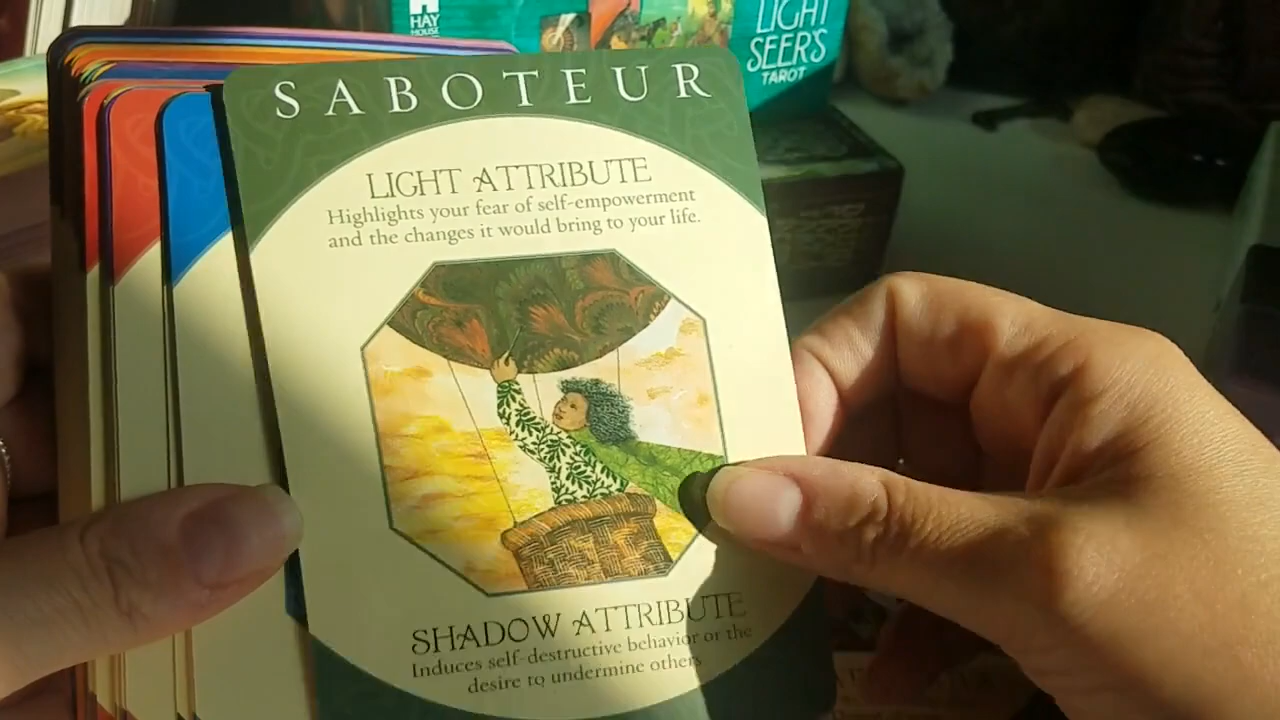 HAY
HOUSE
LIGHT
SEER'S
TAROT
SABOTEUR
LIGHT ATTRIBUTE
Highlights your fear of self-empowerment
and the changes it would bring to your life.
SHADOW ATTRIBUTE
Induces self-destructive behavior or the
desire to undermine others